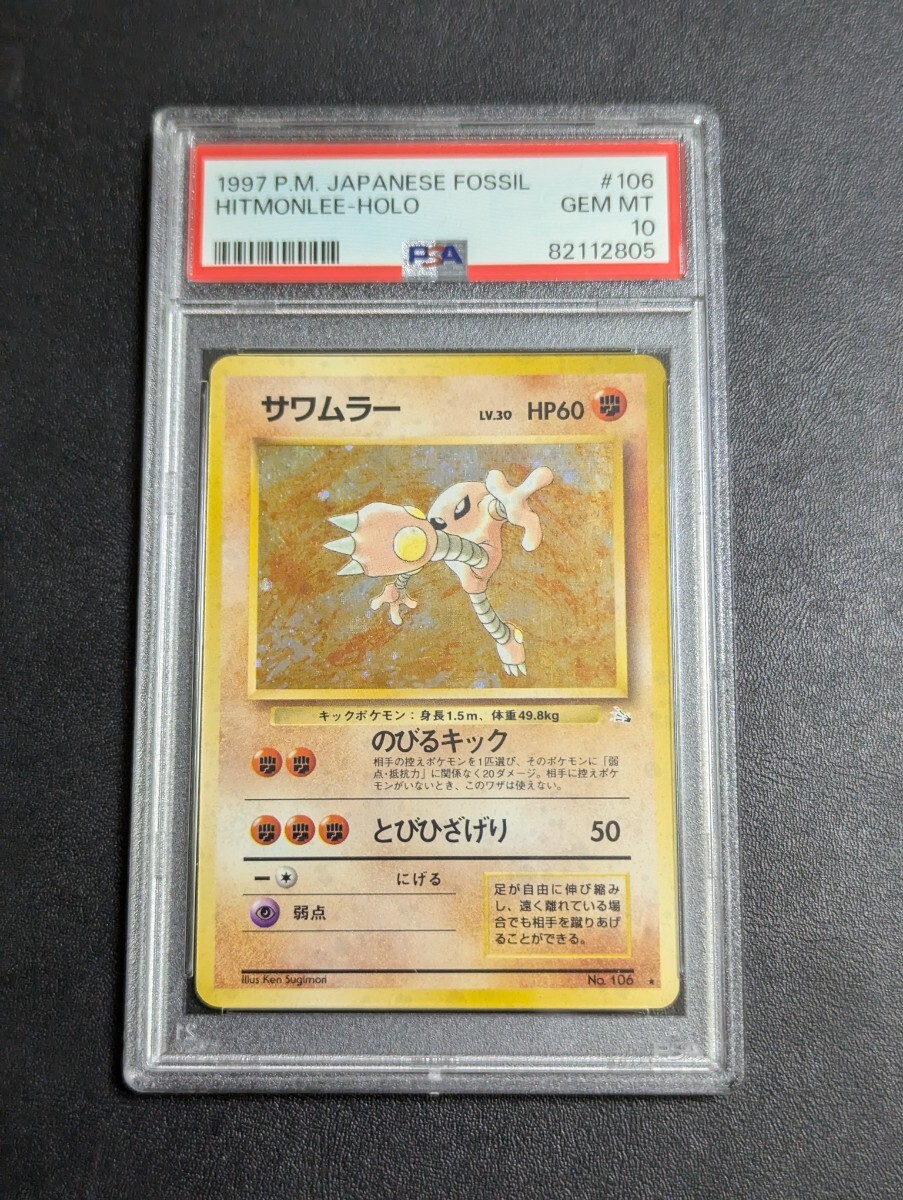 1997 P.M. JAPANESE FOSSIL #106
HITMONLEE-HOLO GEM MT
10
PSA 82112805
サワムラー LV.30 HP60
キックポケモン：身長1.5m、体重49.8kg
のびるキック
相手の控えポケモンを1匹選び、そのポケモンに「弱
点・抵抗力」に関係なく20ダメージ。相手に控えポケ
モンがいないとき、このワザは使えない。
とびひざげり 50
ー にげる
弱点
足が自由に伸び縮み
し、遠く離れている場
合でも相手を蹴りあげ
ることができる。
Illus.Ken Sugimori No. 106 ★